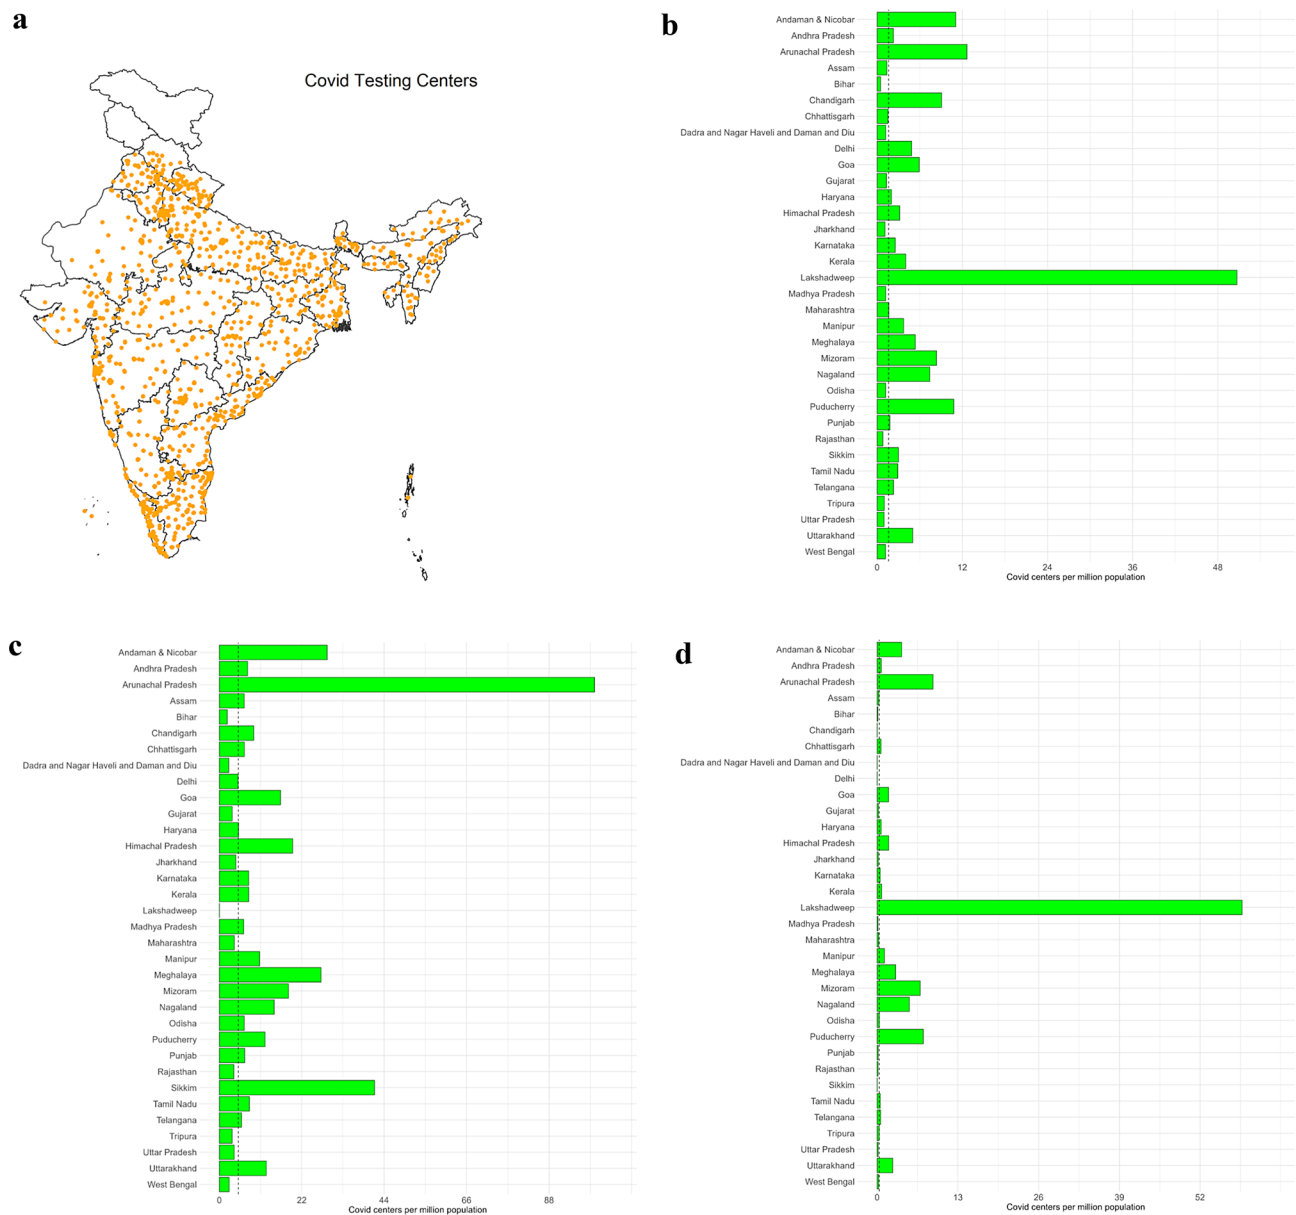 a
Covid Testing Centers
b
Andaman & Nicobar
Andhra Pradesh
Arunachal Pradesh
Assam
Bihar
Chandigarh
Chhattisgarh
Dadra and Nagar Haveli and Daman and Diu
Delhi
Goa
Gujarat
Haryana
Himachal Pradesh
Jharkhand
Karnataka
Kerala
Lakshadweep
Madhya Pradesh
Maharashtra
Manipur
Meghalaya
Mizoram
Nagaland
Odisha
Puducherry
Punjab
Rajasthan
Sikkim
Tamil Nadu
Telangana
Tripura
Uttar Pradesh
Uttarakhand
West Bengal
0 12 24 36 48
Covid centers per million population
c
Andaman & Nicobar
Andhra Pradesh
Arunachal Pradesh
Assam
Bihar
Chandigarh
Chhattisgarh
Dadra and Nagar Haveli and Daman and Diu
Delhi
Goa
Gujarat
Haryana
Himachal Pradesh
Jharkhand
Karnataka
Kerala
Lakshadweep
Madhya Pradesh
Maharashtra
Manipur
Meghalaya
Mizoram
Nagaland
Odisha
Puducherry
Punjab
Rajasthan
Sikkim
Tamil Nadu
Telangana
Tripura
Uttar Pradesh
Uttarakhand
West Bengal
0 22 44 66 88
Covid centers per million population
d
Andaman & Nicobar
Andhra Pradesh
Arunachal Pradesh
Assam
Bihar
Chandigarh
Chhattisgarh
Dadra and Nagar Haveli and Daman and Diu
Delhi
Goa
Gujarat
Haryana
Himachal Pradesh
Jharkhand
Karnataka
Kerala
Lakshadweep
Madhya Pradesh
Maharashtra
Manipur
Meghalaya
Mizoram
Nagaland
Odisha
Puducherry
Punjab
Rajasthan
Sikkim
Tamil Nadu
Telangana
Tripura
Uttar Pradesh
Uttarakhand
West Bengal
0 13 26 39 52
Covid centers per million population